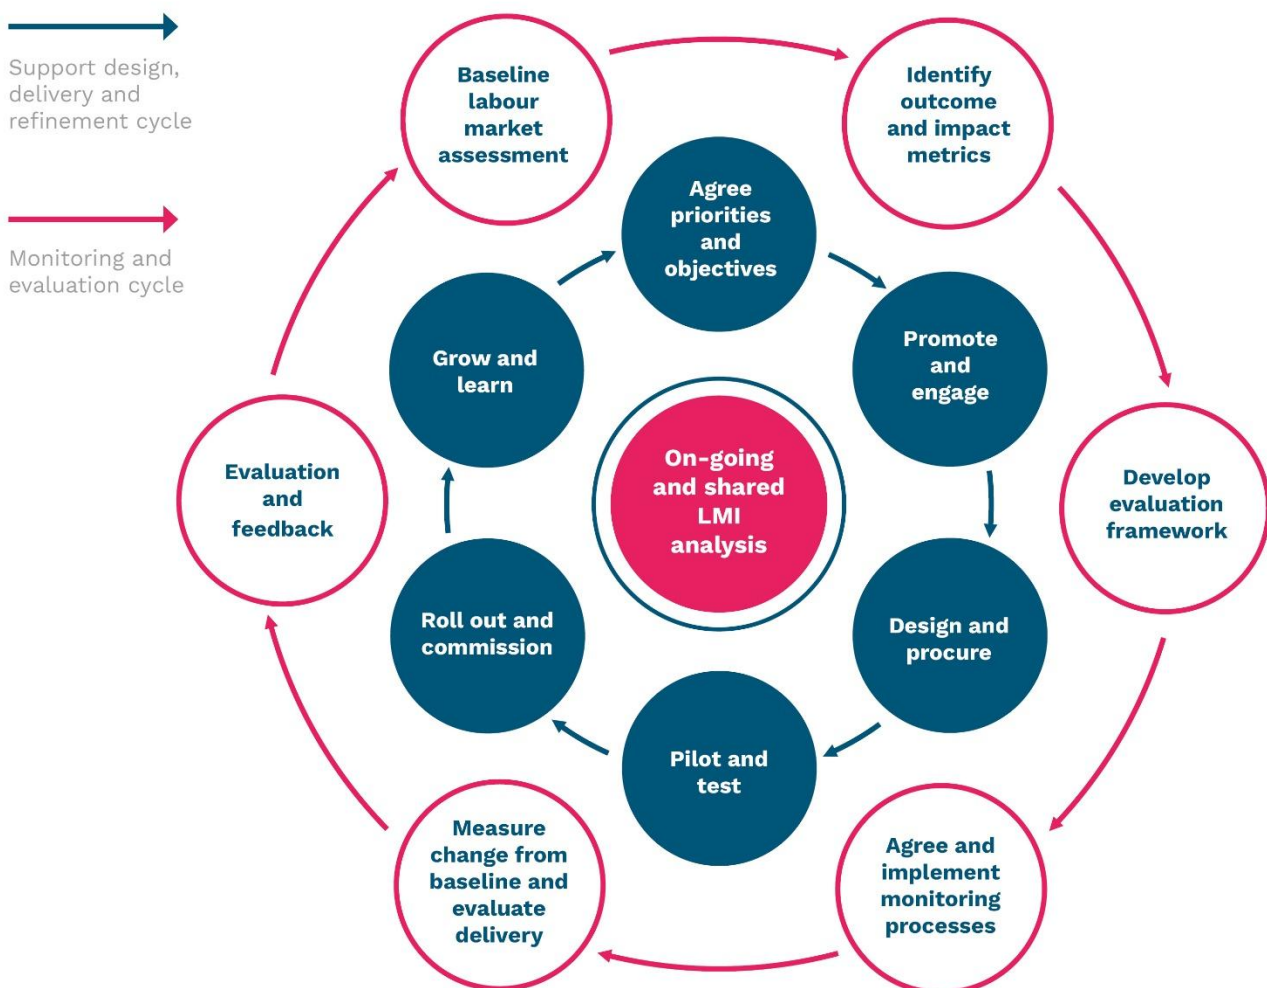 Support design,
delivery and
refinement cycle
Monitoring and
evaluation cycle
Baseline
labour
market
assessment
Identify
outcome
and impact
metrics
Develop
evaluation
framework
Agree and
implement
monitoring
processes
Measure
change from
baseline and
evaluate
delivery
Evaluation
and
feedback
Agree
priorities
and
objectives
Promote
and
engage
Design and
procure
Pilot and
test
Roll out and
commission
Grow and
learn
On-going
and shared
LMI
analysis